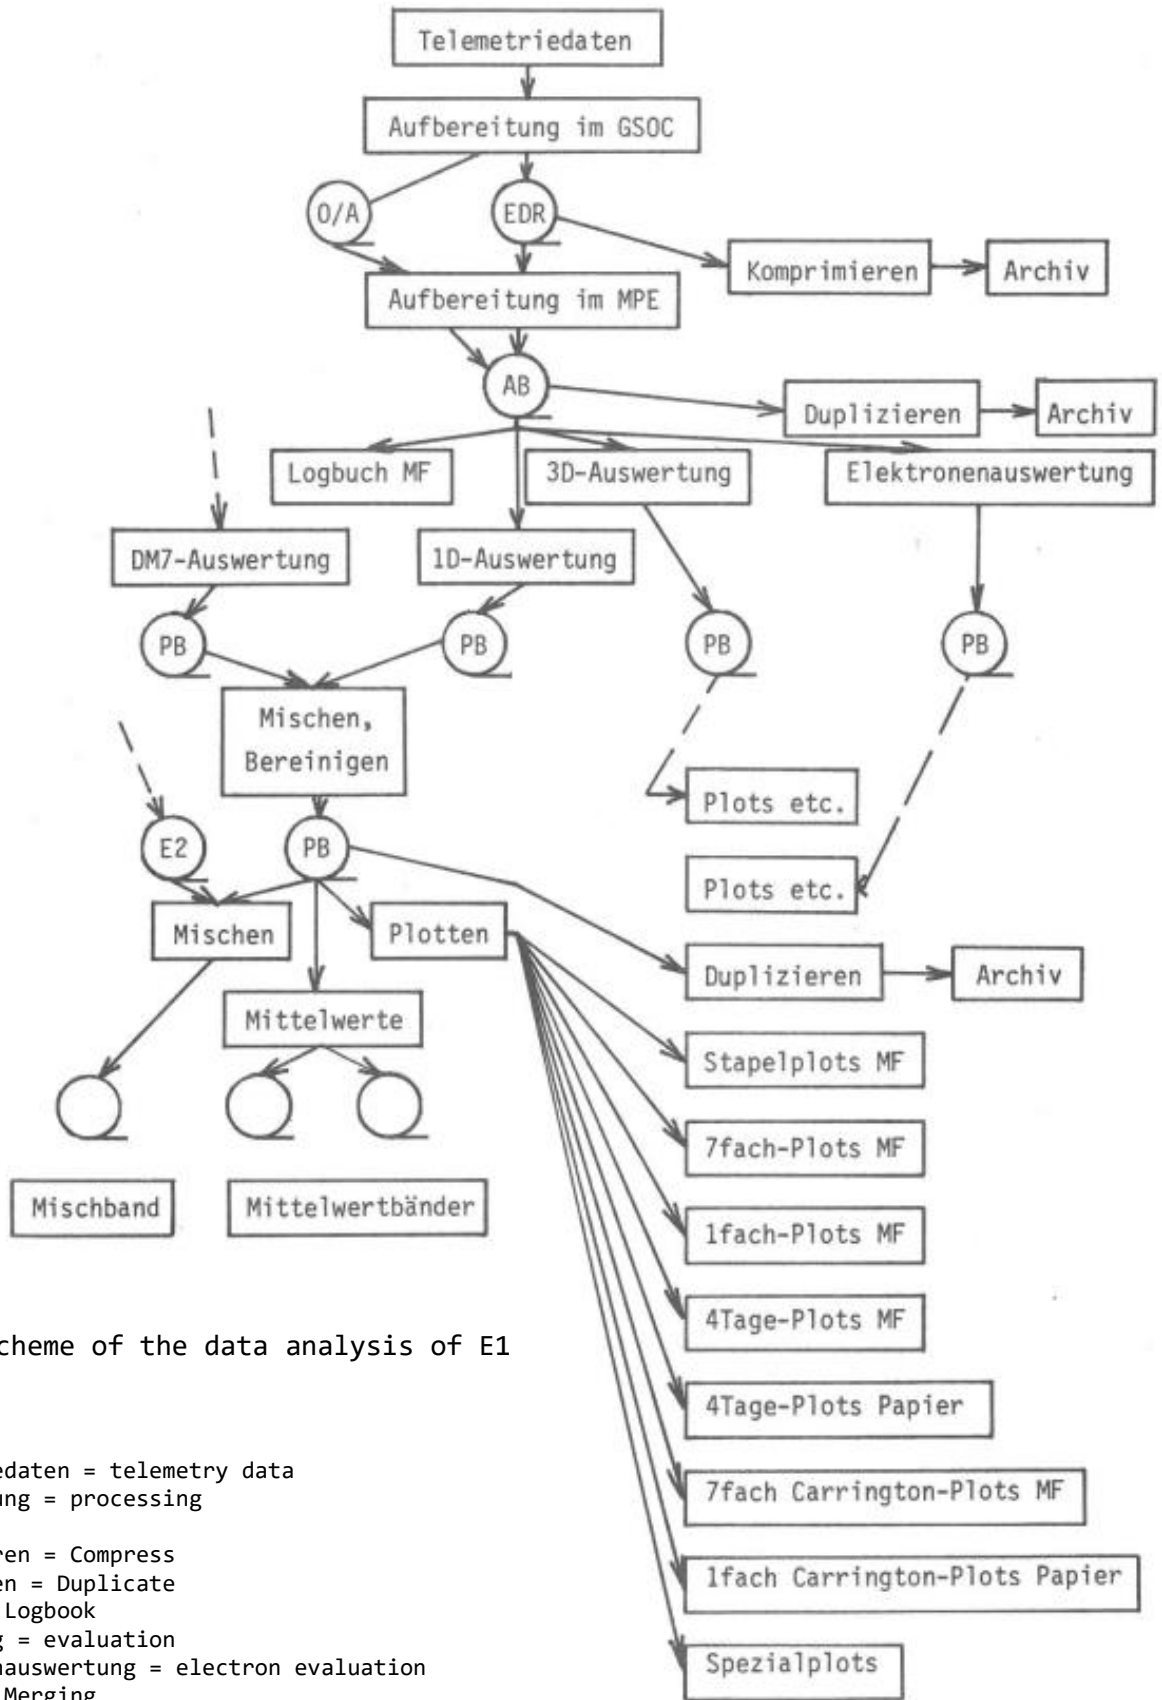 Telemetriedaten
Aufbereitung im GSOC
O/A
EDR
Komprimieren
Archiv
Aufbereitung im MPE
AB
Duplizieren
Archiv
Logbuch MF
3D-Auswertung
Elektronenauswertung
DM7-Auswertung
1D-Auswertung
PB
PB
PB
PB
Mischen,
Bereinigen
Plots etc.
E2
PB
Plots etc.
Mischen
Plotten
Duplizieren
Archiv
Mittelwerte
Stapelplots MF
7fach-Plots MF
Mischband
Mittelwertbänder
1fach-Plots MF
4Tage-Plots MF
cheme of the data analysis of E1
4Tage-Plots Papier
edaten = telemetry data
7fach Carrington-Plots MF
ung = processing
ren = Compress
1fach Carrington-Plots Papier
en = Duplicate
Logbook
g = evaluation
Spezialplots
nauswertung = electron evaluation
Merging